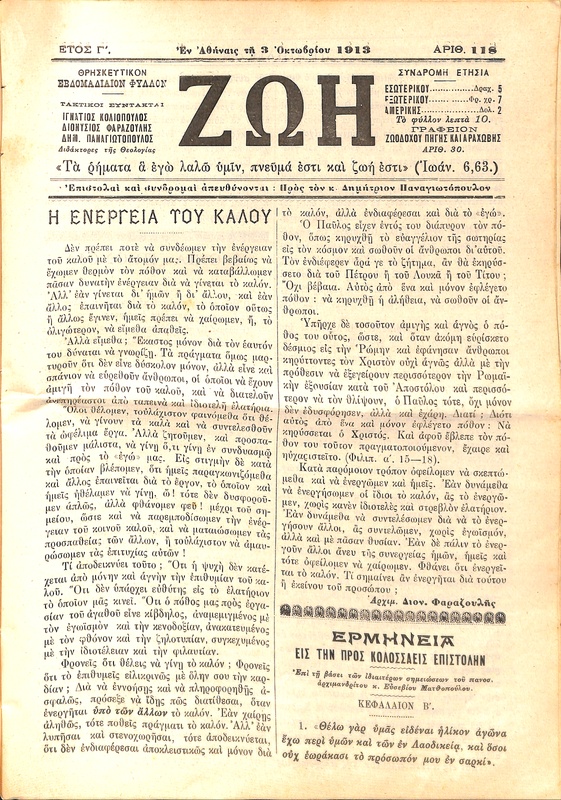 ΕΤΟΣ Γ'.
Ἐν Ἀθήναις τῇ 3 Ὀκτωβρίου 1913
ΑΡΙΘ. 118
ΘΡΗΣΚΕΥΤΙΚΟΝ
ΕΒΔΟΜΑΔΙΑΙΟΝ ΦΥΛΛΟΝ
ΤΑΚΤΙΚΟΙ ΣΥΝΤΑΚΤΑΙ
ΙΓΝΑΤΙΟΣ ΚΟΛΙΟΠΟΥΛΟΣ
ΔΙΟΝΥΣΙΟΣ ΦΑΡΑΖΟΥΛΗΣ
ΔΗΜ. ΠΑΝΑΓΙΩΤΟΠΟΥΛΟΣ
Διδάκτορες τῆς Θεολογίας
ΖΩΗ
ΣΥΝΔΡΟΜΗ ΕΤΗΣΙΑ
ΕΣΩΤΕΡΙΚΟΥ............Δραχ. 5
ΕΞΩΤΕΡΙΚΟΥ............Φρ. χρ. 7
ΑΜΕΡΙΚΗΣ...............Δολ. 2
Τὸ φύλλον λεπτὰ 10.
ΓΡΑΦΕΙΟΝ
ΖΩΟΔΟΧΟΥ ΠΗΓΗΣ ΚΑΙ ΑΡΑΧΩΒΗΣ
ΑΡΙΘ. 30.
«Τὰ ῥήματα ἃ ἐγὼ λαλῶ ὑμῖν, πνεῦμά ἐστι καὶ ζωή ἐστι» (Ἰωάν. 6,63.)
Ἐπιστολαὶ καὶ συνδρομαὶ ἀπευθύνονται : Πρὸς τὸν κ. Δημήτριον Παναγιωτόπουλον
Η ΕΝΕΡΓΕΙΑ ΤΟΥ ΚΑΛΟΥ
Δὲν πρέπει ποτὲ νὰ συνδέωμεν τὴν ἐνέργειαν
τοῦ καλοῦ μὲ τὸ ἄτομόν μας. Πρέπει βεβαίως νὰ
ἔχωμεν θερμὸν τὸν πόθον καὶ νὰ καταβάλλωμεν
πᾶσαν δυνατὴν ἐνέργειαν διὰ νὰ γίνεται τὸ καλόν.
Ἀλλ' ἐὰν γίνεται δι' ἡμῶν ἢ δι' ἄλλου, καὶ ἐὰν
ἄλλος ἐπαινῆται διὰ τὸ καλόν, τὸ ὁποῖον οὗτος
ἢ ἄλλος ἔγινεν, ἡμεῖς πρέπει νὰ χαίρωμεν, ἤ, τὸ
ὀλιγώτερον, νὰ εἴμεθα ἀπαθεῖς.
Ἀλλὰ εἴμεθα ; Ἕκαστος μόνον διὰ τὸν ἑαυτόν
του δύναται νὰ γνωρίζῃ. Τὰ πράγματα ὅμως μαρ-
τυροῦν ὅτι δὲν εἶνε δύσκολον μόνον, ἀλλὰ εἶνε καὶ
σπάνιον νὰ εὑρεθοῦν ἄνθρωποι, οἱ ὁποῖοι νὰ ἔχουν
ἀμιγῆ τὸν πόθον τοῦ καλοῦ, καὶ νὰ διατελοῦν
ἀνεπηρέαστοι ἀπὸ ταπεινὰ καὶ ἰδιοτελῆ ἐλατήρια.
Ὅλοι θέλομεν, τοὐλάχιστον φαινόμεθα ὅτι θέ-
λομεν, νὰ γίνουν τὰ καλὰ καὶ νὰ συντελεσθοῦν
τὰ ὠφέλιμα ἔργα. Ἀλλὰ ζητοῦμεν, καὶ προσπα-
θοῦμεν μάλιστα, νὰ γίνῃ ὅ,τι γίνῃ ἐν συνδυασμῷ
καὶ πρὸς τὸ «ἐγώ» μας. Εἰς στιγμὴν δὲ κατὰ
τὴν ὁποίαν βλέπομεν, ὅτι ἡμεῖς παραγκωνιζόμεθα
καὶ ἄλλος ἐπαινεῖται διὰ τὸ ἔργον, τὸ ὁποῖον καὶ
ἡμεῖς ἠθέλαμεν νὰ γίνῃ, ὤ! τότε δὲν δυσφοροῦ-
μεν ἁπλῶς, ἀλλὰ φθάνομεν φεῦ! μέχρι τοῦ ση-
μείου, ὥστε καὶ νὰ παρεμποδίσωμεν τὴν ἐνέρ-
γειαν τοῦ κοινοῦ καλοῦ, καὶ νὰ ματαιώσωμεν τὰς
προσπαθείας τῶν ἄλλων, ἢ τοὐλάχιστον νὰ ἀμαυ-
ρώσωμεν τὰς ἐπιτυχίας αὐτῶν !
Τί ἀποδεικνύει τοῦτο ; Ὅτι ἡ ψυχὴ δὲν κατέ-
χεται ἀπὸ μόνην καὶ ἁγνὴν τὴν ἐπιθυμίαν τοῦ κα-
λοῦ. Ὅτι δὲν ὑπάρχει εὐθύτης εἰς τὸ ἐλατήριον
τὸ ὁποῖον μᾶς κινεῖ. Ὅτι ὁ πόθος μας πρὸς ἐργα-
σίαν τοῦ ἀγαθοῦ εἶνε κίβδηλος, ἀναμεμιγμένος μὲ
τὸν ἐγωϊσμὸν καὶ τὴν κενοδοξίαν, ἀνακατευμένος
μὲ τὸν φθόνον καὶ τὴν ζηλοτυπίαν, συγκεχυμένος
μὲ τὴν ἰδιοτέλειαν καὶ τὴν φιλαυτίαν.
Φρονεῖς ὅτι θέλεις νὰ γίνῃ τὸ καλόν ; Φρονεῖς
ὅτι τὸ ἐπιθυμεῖς εἰλικρινῶς μὲ ὅλην σου τὴν καρ-
δίαν ; Διὰ νὰ ἐννοήσῃς καὶ νὰ πληροφορηθῇς ἀ-
σφαλῶς, πρόσεξε νὰ ἴδῃς πῶς διατίθεσαι, ὅταν
ἐνεργῆται ὑπὸ τῶν ἄλλων τὸ καλόν. Ἐὰν χαίρῃς
ἀληθῶς, τότε ποθεῖς πράγματι τὸ καλόν. Ἀλλ' ἐὰν
λυπῆσαι καὶ στενοχωρῆσαι, τότε ἀποδεικνύεται,
ὅτι δὲν ἐνδιαφέρεσαι ἀποκλειστικῶς καὶ μόνον διὰ
τὸ καλόν, ἀλλὰ ἐνδιαφέρεσαι καὶ διὰ τὸ «ἐγώ».
Ὁ Παῦλος εἶχεν ἐντός του διάπυρον τὸν πό-
θον, ὅπως κηρυχθῇ τὸ εὐαγγέλιον τῆς σωτηρίας
εἰς τὸν κόσμον καὶ σωθοῦν οἱ ἄνθρωποι δι' αὐτοῦ.
Τὸν ἐνδιέφερεν ἆρά γε τὸ ζήτημα, ἂν θὰ ἐκηρύσ-
σετο διὰ τοῦ Πέτρου ἢ τοῦ Λουκᾶ ἢ τοῦ Τίτου ;
Ὄχι βέβαια. Αὐτὸς ἀπὸ ἕνα καὶ μόνον ἐφλέγετο
πόθον : νὰ κηρυχθῇ ἡ ἀλήθεια, νὰ σωθοῦν οἱ ἄν-
θρωποι.
Ὑπῆρχε δὲ τοσοῦτον ἀμιγὴς καὶ ἁγνὸς ὁ πό-
θος του οὗτος, ὥστε, καὶ ὅταν ἀκόμη εὑρίσκετο
δέσμιος εἰς τὴν Ῥώμην καὶ ἐφάνησαν ἄνθρωποι
κηρύττοντες τὸν Χριστὸν οὐχὶ ἁγνῶς ἀλλὰ μὲ τὴν
πρόθεσιν νὰ ἐξεγείρουν περισσότερον τὴν Ρωμαϊ-
κὴν ἐξουσίαν κατὰ τοῦ Ἀποστόλου καὶ περισσό-
τερον νὰ τὸν θλίψουν, ὁ Παῦλος τότε, ὄχι μόνον
δὲν ἐδυσφόρησεν, ἀλλὰ καὶ ἐχάρη. Διατί ; Διότι
αὐτὸς ἀπὸ ἕνα καὶ μόνον ἐφλέγετο πόθον : Νὰ
κηρύσσεται ὁ Χριστός. Καὶ ἀφοῦ ἔβλεπε τὸν πό-
θον του τοῦτον πραγματοποιούμενον, ἔχαιρε καὶ
ηὐχαριστεῖτο. (Φιλιπ. α'. 15—18).
Κατὰ παρόμοιον τρόπον ὀφείλομεν νὰ σκεπτώ-
μεθα καὶ νὰ ἐνεργῶμεν καὶ ἡμεῖς. Ἐὰν δυνάμεθα
νὰ ἐνεργήσωμεν οἱ ἴδιοι τὸ καλόν, ἂς τὸ ἐνεργῶ-
μεν, χωρὶς κανὲν ἰδιοτελὲς καὶ στρεβλὸν ἐλατήριον.
Ἐὰν δυνάμεθα νὰ συντελέσωμεν διὰ νὰ τὸ ἐνερ-
γήσουν ἄλλοι, ἂς συντελῶμεν, χωρὶς ἐγωϊσμόν,
ἀλλὰ καὶ μὲ πᾶσαν θυσίαν. Ἐὰν δὲ πάλιν τὸ ἐνερ-
γοῦν ἄλλοι ἄνευ τῆς συνεργείας ἡμῶν, ἡμεῖς καὶ
τότε ὀφείλομεν νὰ χαίρωμεν. Φθάνει ὅτι ἐνεργεῖ-
ται τὸ καλόν. Τί σημαίνει ἂν ἐνεργῆται διὰ τούτου
ἢ ἐκείνου τοῦ προσώπου ;
Ἀρχιμ. Διον. Φαραζουλῆς
ΕΡΜΗΝΕΙΑ
ΕΙΣ ΤΗΝ ΠΡΟΣ ΚΟΛΟΣΣΑΕΙΣ ΕΠΙΣΤΟΛΗΝ
Ἐπὶ τῇ βάσει τῶν ἰδιαιτέρων σημειώσεων τοῦ πανοσ.
ἀρχιμανδρίτου κ. Εὐσεβίου Ματθοπούλου.
ΚΕΦΑΛΑΙΟΝ Β'.
1. «Θέλω γὰρ ὑμᾶς εἰδέναι ἡλίκον ἀγῶνα
ἔχω περὶ ὑμῶν καὶ τῶν ἐν Λαοδικείᾳ, καὶ ὅσοι
οὐχ ἑωράκασι τὸ πρόσωπόν μου ἐν σαρκί».